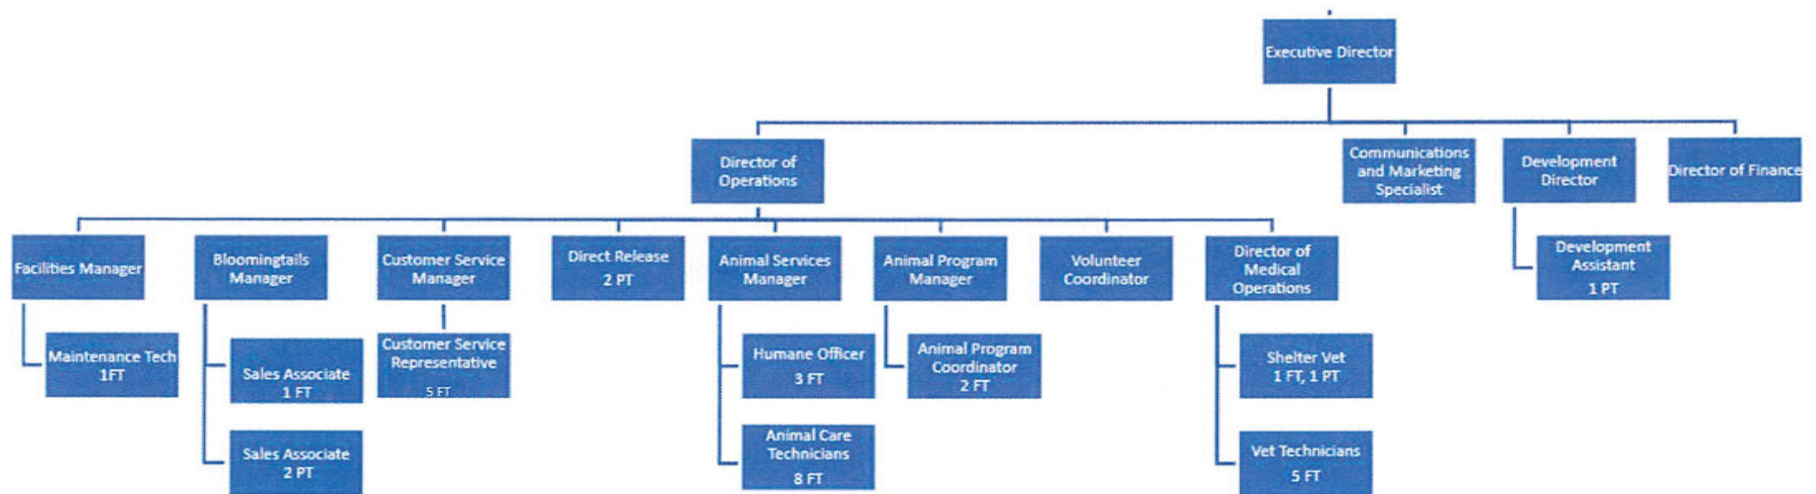 Executive Director
Director of
Operations
Communications
and Marketing
Specialist
Development
Director
Director of Finance
Facilities Manager
Bloomingtails
Manager
Customer Service
Manager
Direct Release
2 PT
Animal Services
Manager
Animal Program
Manager
Volunteer
Coordinator
Director of
Medical
Operations
Development
Assistant
1 PT
Maintenance Tech
1FT
Sales Associate
1 FT
Customer Service
Representative
5 FT
Humane Officer
3 FT
Animal Program
Coordinator
2 FT
Shelter Vet
1 FT, 1 PT
Sales Associate
2 PT
Animal Care
Technicians
8 FT
Vet Technicians
5 FT